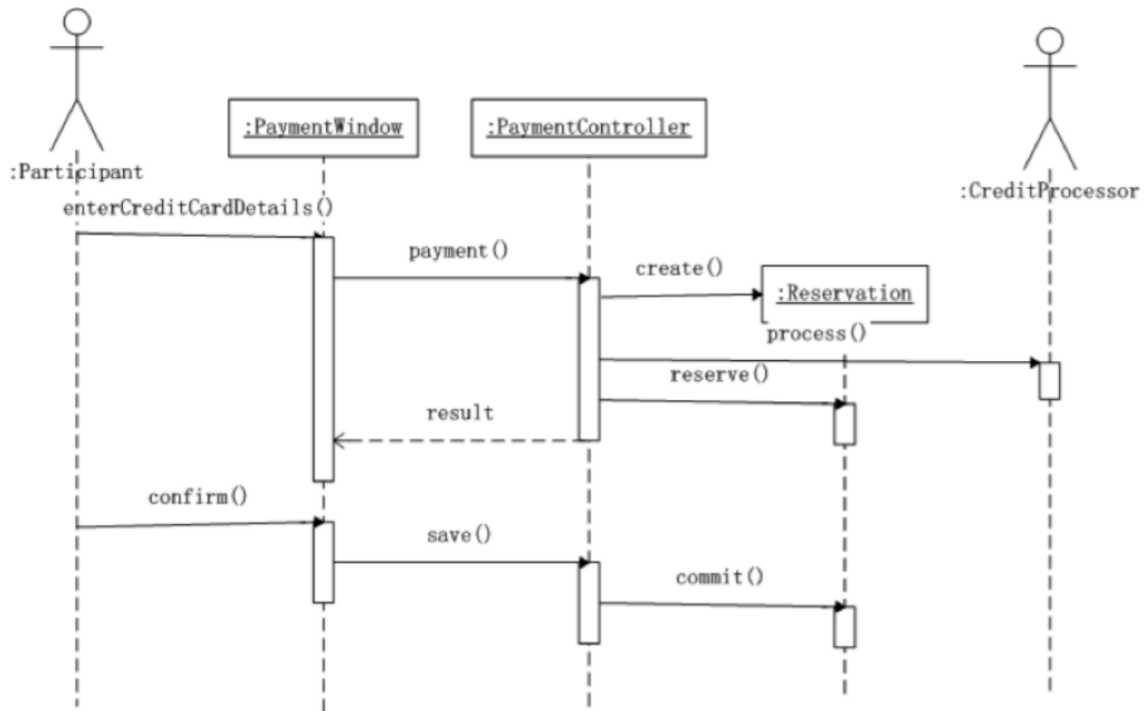 :PaymentWindow
:PaymentController
:Participant
:CreditProcessor
enterCreditCardDetails()
payment()
create()
:Reservation
process()
reserve()
result
confirm()
save()
commit()